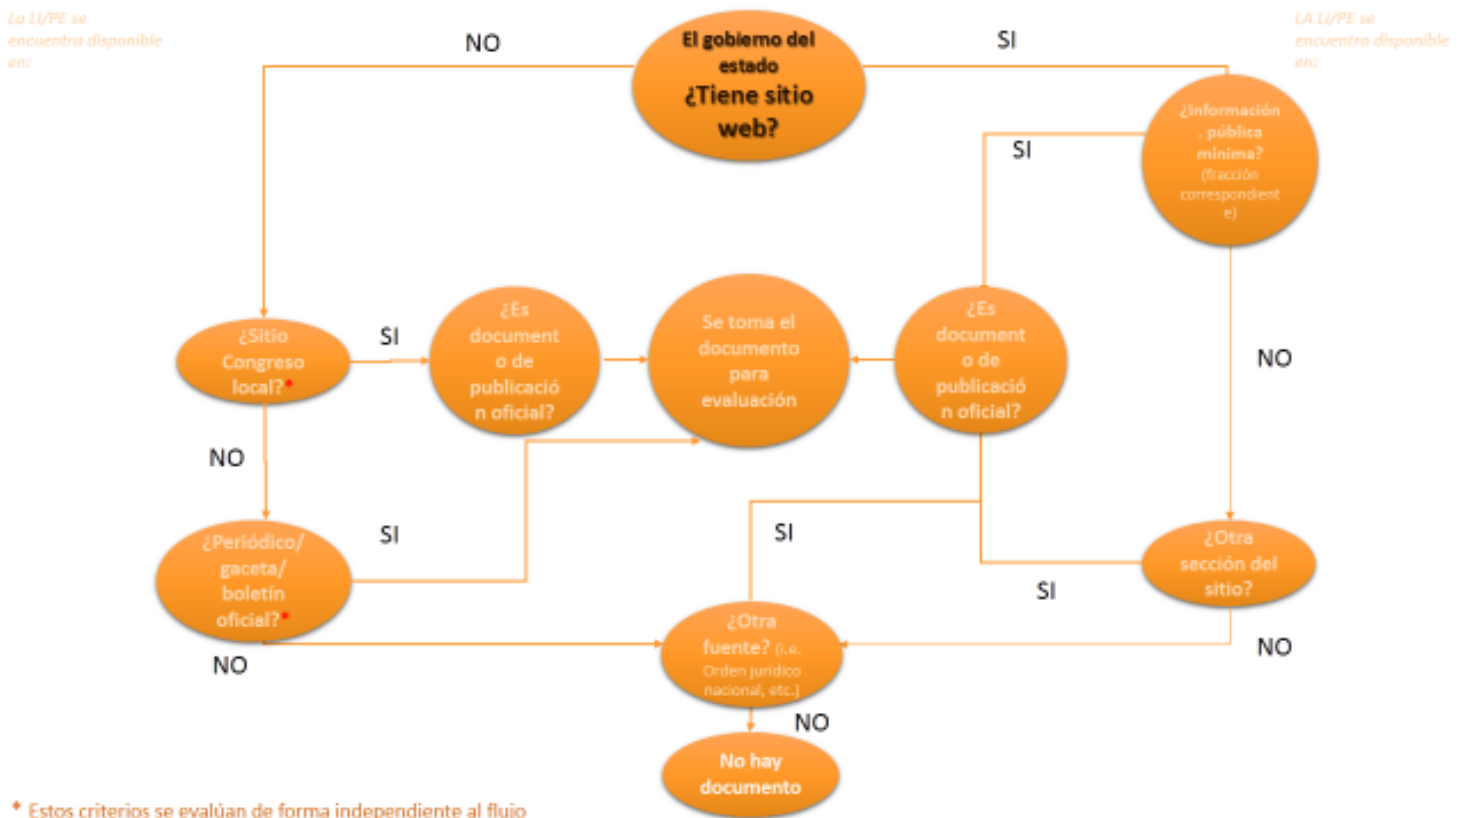 La LI/PE se
encuentra disponible
en:
NO
El gobierno del
estado
¿Tiene sitio
web?
SI
LA LI/PE se
encuentra disponible
en:
¿Información
. pública
mínima?
(fracción
correspondient
e)
SI
¿Sitio
Congreso
local?*
SI
¿Es
document
o de
publicació
n oficial?
Se toma el
documento
para
evaluación
¿Es
document
o de
publicació
n oficial?
NO
NO
¿Periódico/
gaceta/
boletín
oficial?*
SI
SI
¿Otra
sección del
sitio?
SI
NO
¿Otra
fuente? (i.e.
Orden jurídico
nacional, etc.]
NO
NO
No hay
documento
* Estos criterios se evalúan de forma independiente al flujo